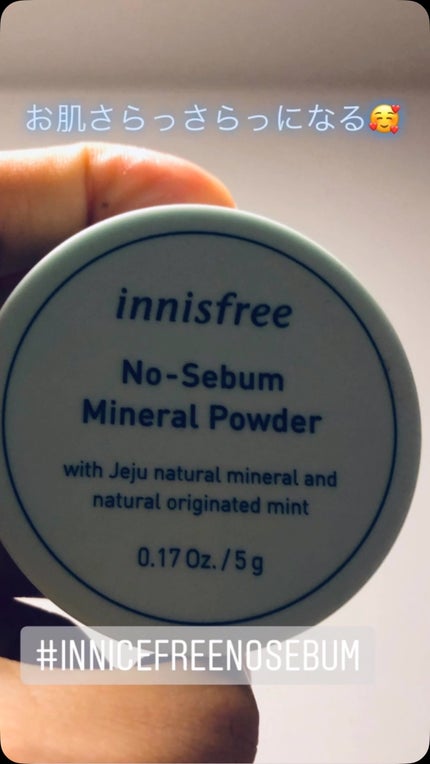 お肌さらっさらっになる🥰
innisfree
No-Sebum
Mineral Powder
with Jeju natural mineral and
natural originated mint
0.17 Oz. / 5 g
#INNICEFREENOSEBUM